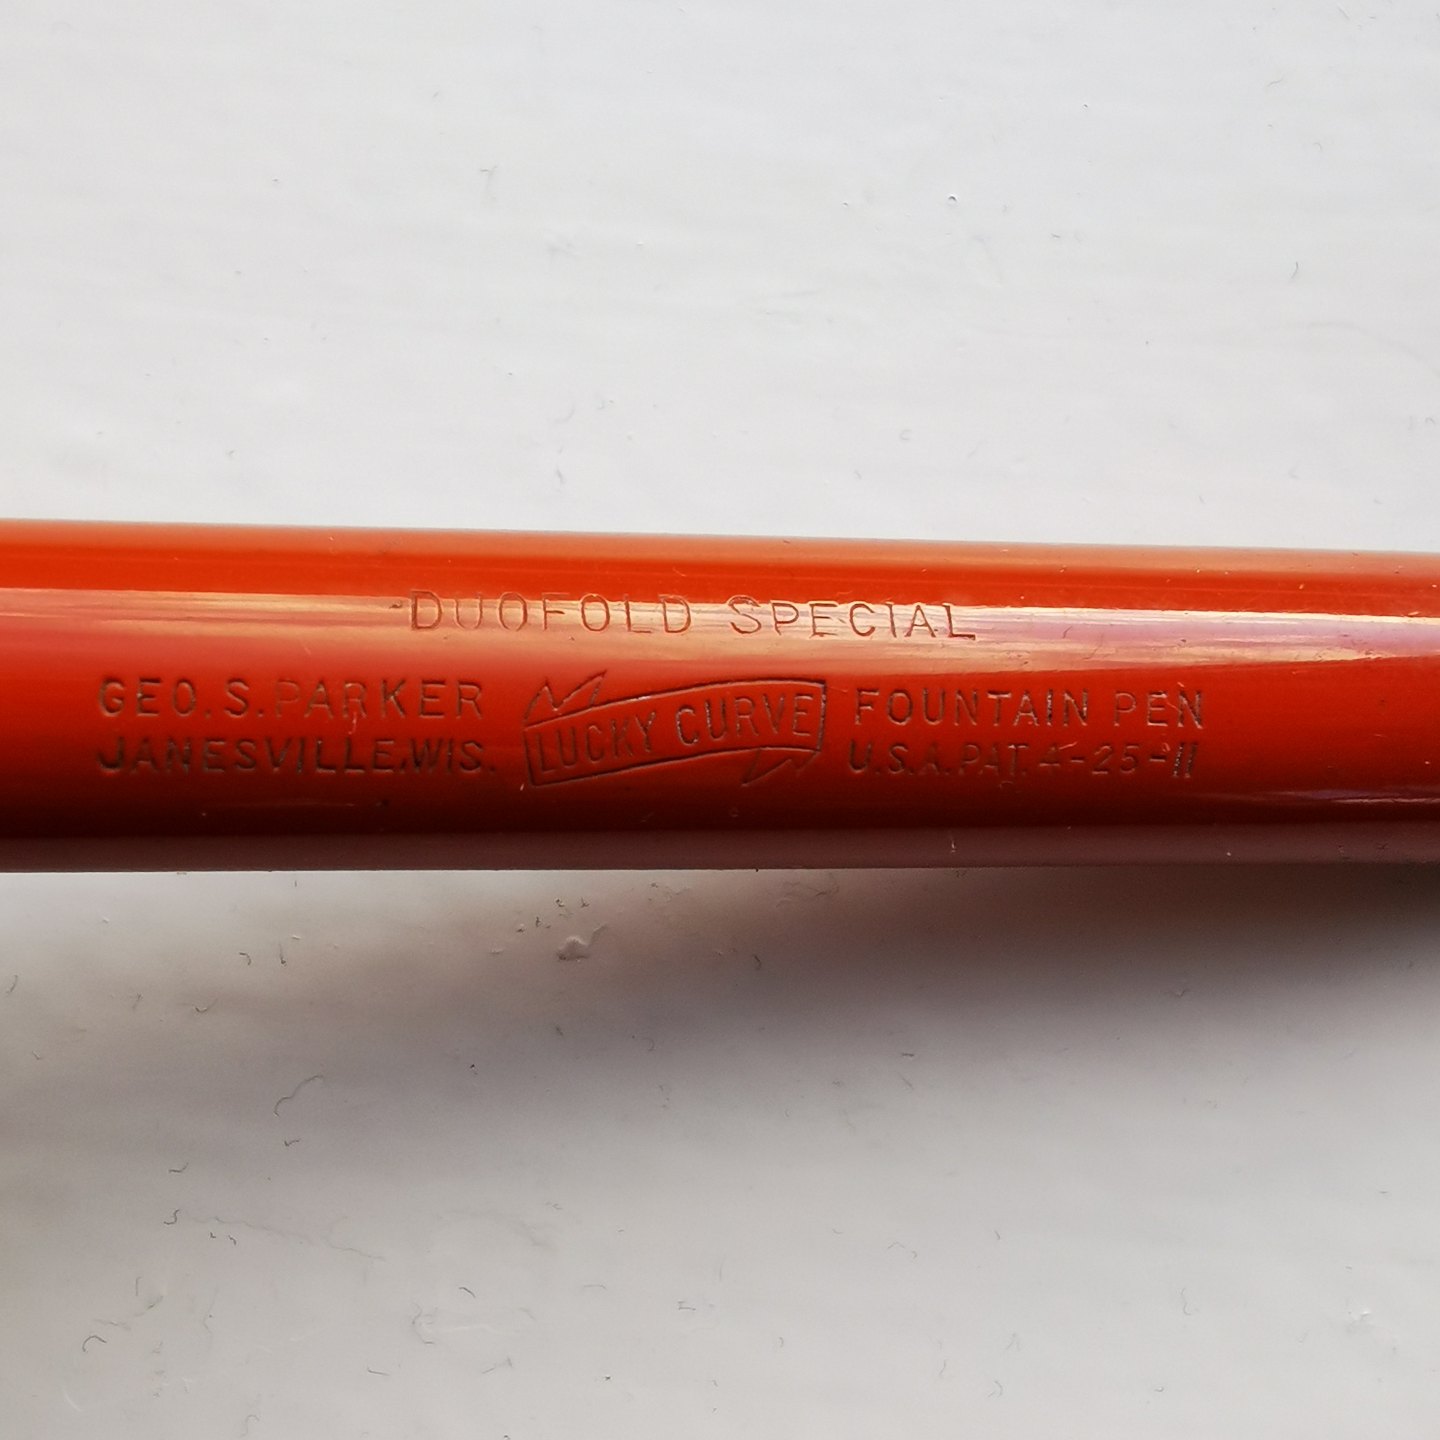 DUOFOLD SPECIAL
GEO. S. PARKER LUCKY CURVE FOUNTAIN PEN
JANESVILLE, WIS. U.S.A. PAT. 4-25-11